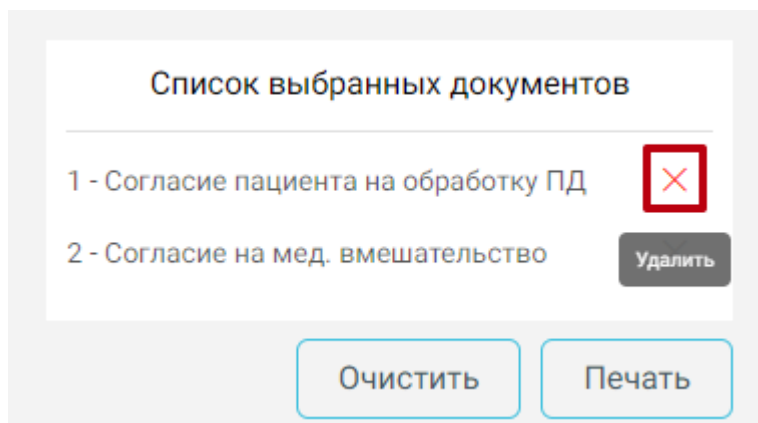 Список выбранных документов
1 - Согласие пациента на обработку ПД
2 - Согласие на мед. вмешательство
Удалить
Очистить Печать